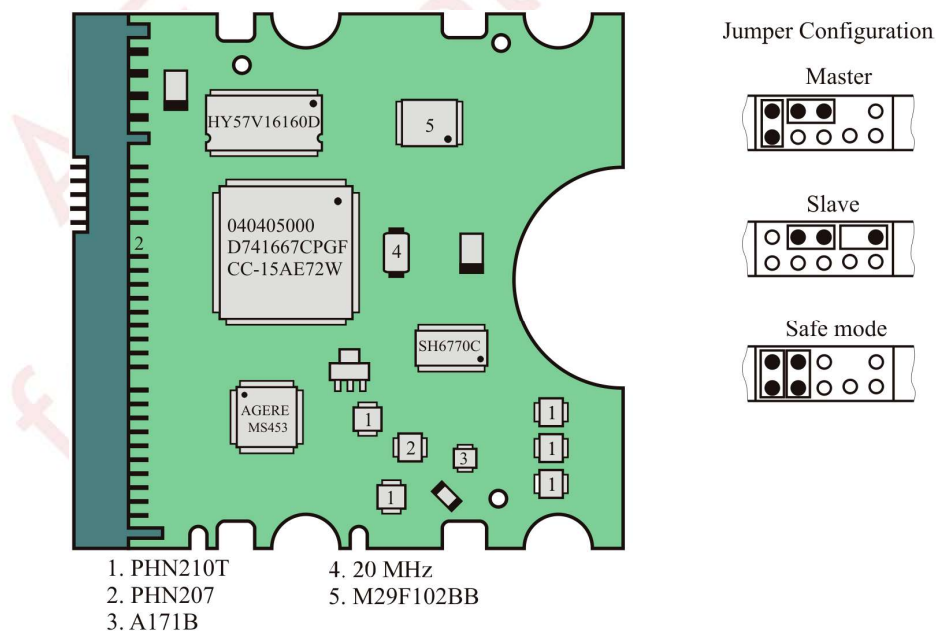 Jumper Configuration
Master
HY57V16160D
5
Slave
040405000
D741667CPGF
CC-15AE72W
2
4
Safe mode
SH6770C
AGERE
MS453
1
1
2
1
3
1
1
1. PHN210T
2. PHN207
3. A171B
4. 20 MHz
5. M29F102BB